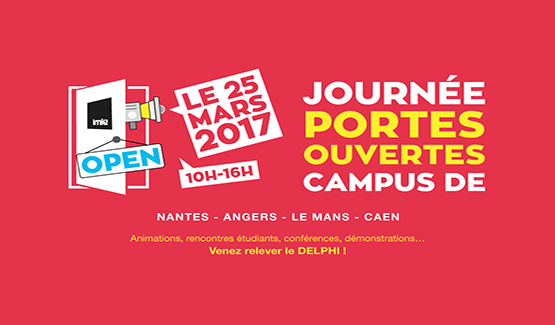 imie
OPEN
LE 25
MARS
2017
10H-16H
JOURNÉE
PORTES
OUVERTES
CAMPUS DE
NANTES - ANGERS - LE MANS - CAEN
Animations, rencontres étudiants, conférences, démonstrations...
Venez relever le DELPHI !